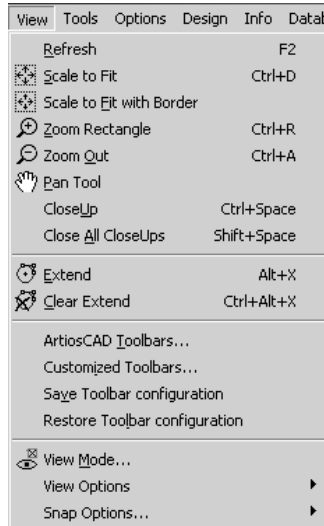 View Tools Options Design Info Datab
Refresh F2
Scale to Fit Ctrl+D
Scale to Fit with Border
Zoom Rectangle Ctrl+R
Zoom Out Ctrl+A
Pan Tool
CloseUp Ctrl+Space
Close All CloseUps Shift+Space
Extend Alt+X
Clear Extend Ctrl+Alt+X
ArtiosCAD Toolbars...
Customized Toolbars...
Save Toolbar configuration
Restore Toolbar configuration
View Mode...
View Options
Snap Options...